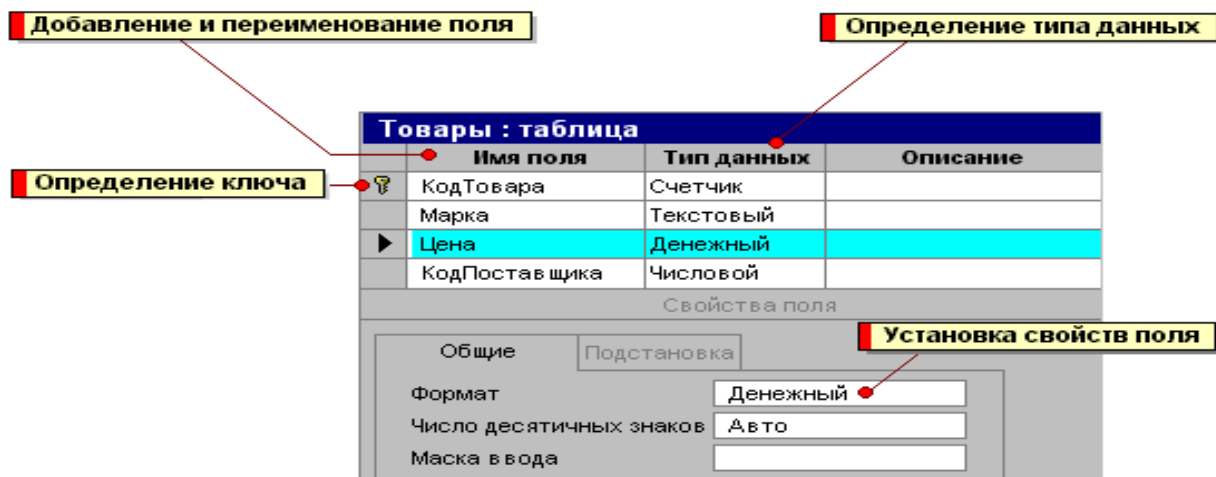 Добавление и переименование поля
Определение типа данных
Товары : таблица
Имя поля Тип данных Описание
Определение ключа
КодТовара Счетчик
Марка Текстовый
Цена Денежный
КодПоставщика Числовой
Свойства поля
Установка свойств поля
Общие Подстановка
Формат Денежный
Число десятичных знаков Авто
Маска ввода